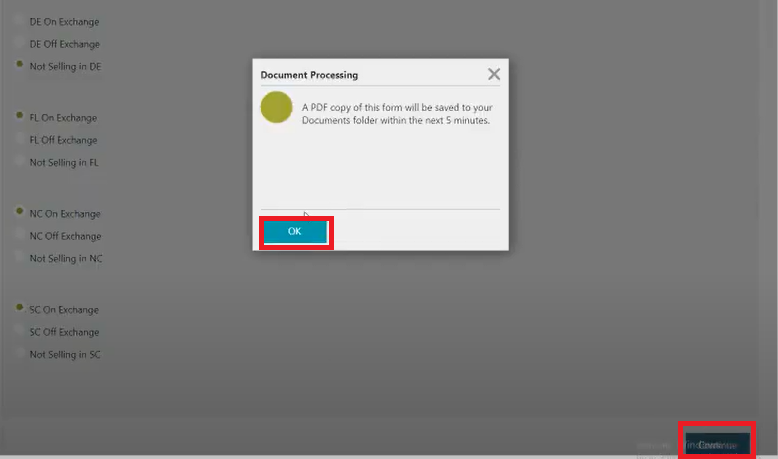 DE On Exchange
DE Off Exchange
Not Selling in DE
FL On Exchange
FL Off Exchange
Not Selling in FL
NC On Exchange
NC Off Exchange
Not Selling in NC
SC On Exchange
SC Off Exchange
Not Selling in SC
Document Processing
A PDF copy of this form will be saved to your
Documents folder within the next 5 minutes.
OK
Continue